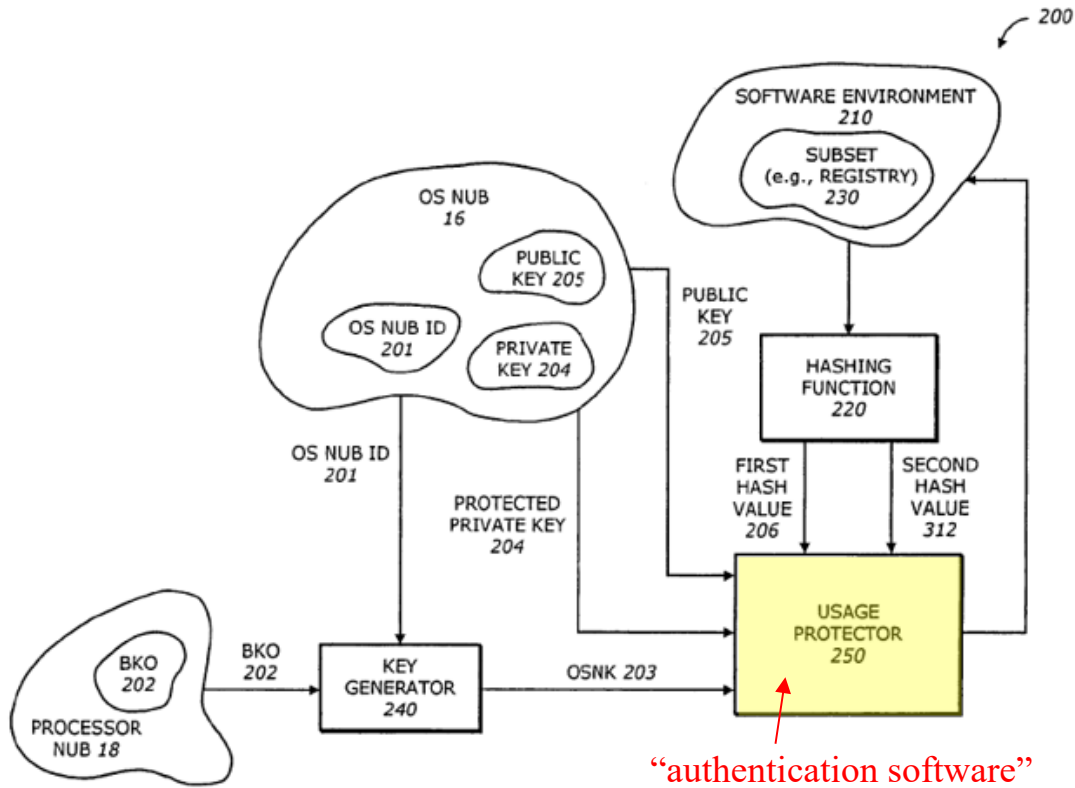 200
SOFTWARE ENVIRONMENT
210
SUBSET
(e.g., REGISTRY)
230
OS NUB
16
PUBLIC
KEY 205
OS NUB ID
201
PRIVATE
KEY 204
PUBLIC
KEY
205
HASHING
FUNCTION
220
OS NUB ID
201
PROTECTED
PRIVATE KEY
204
FIRST
HASH
VALUE
206
SECOND
HASH
VALUE
312
USAGE
PROTECTOR
250
BKO
202
PROCESSOR
NUB 18
BKO
202
KEY
GENERATOR
240
OSNK 203
“authentication software”